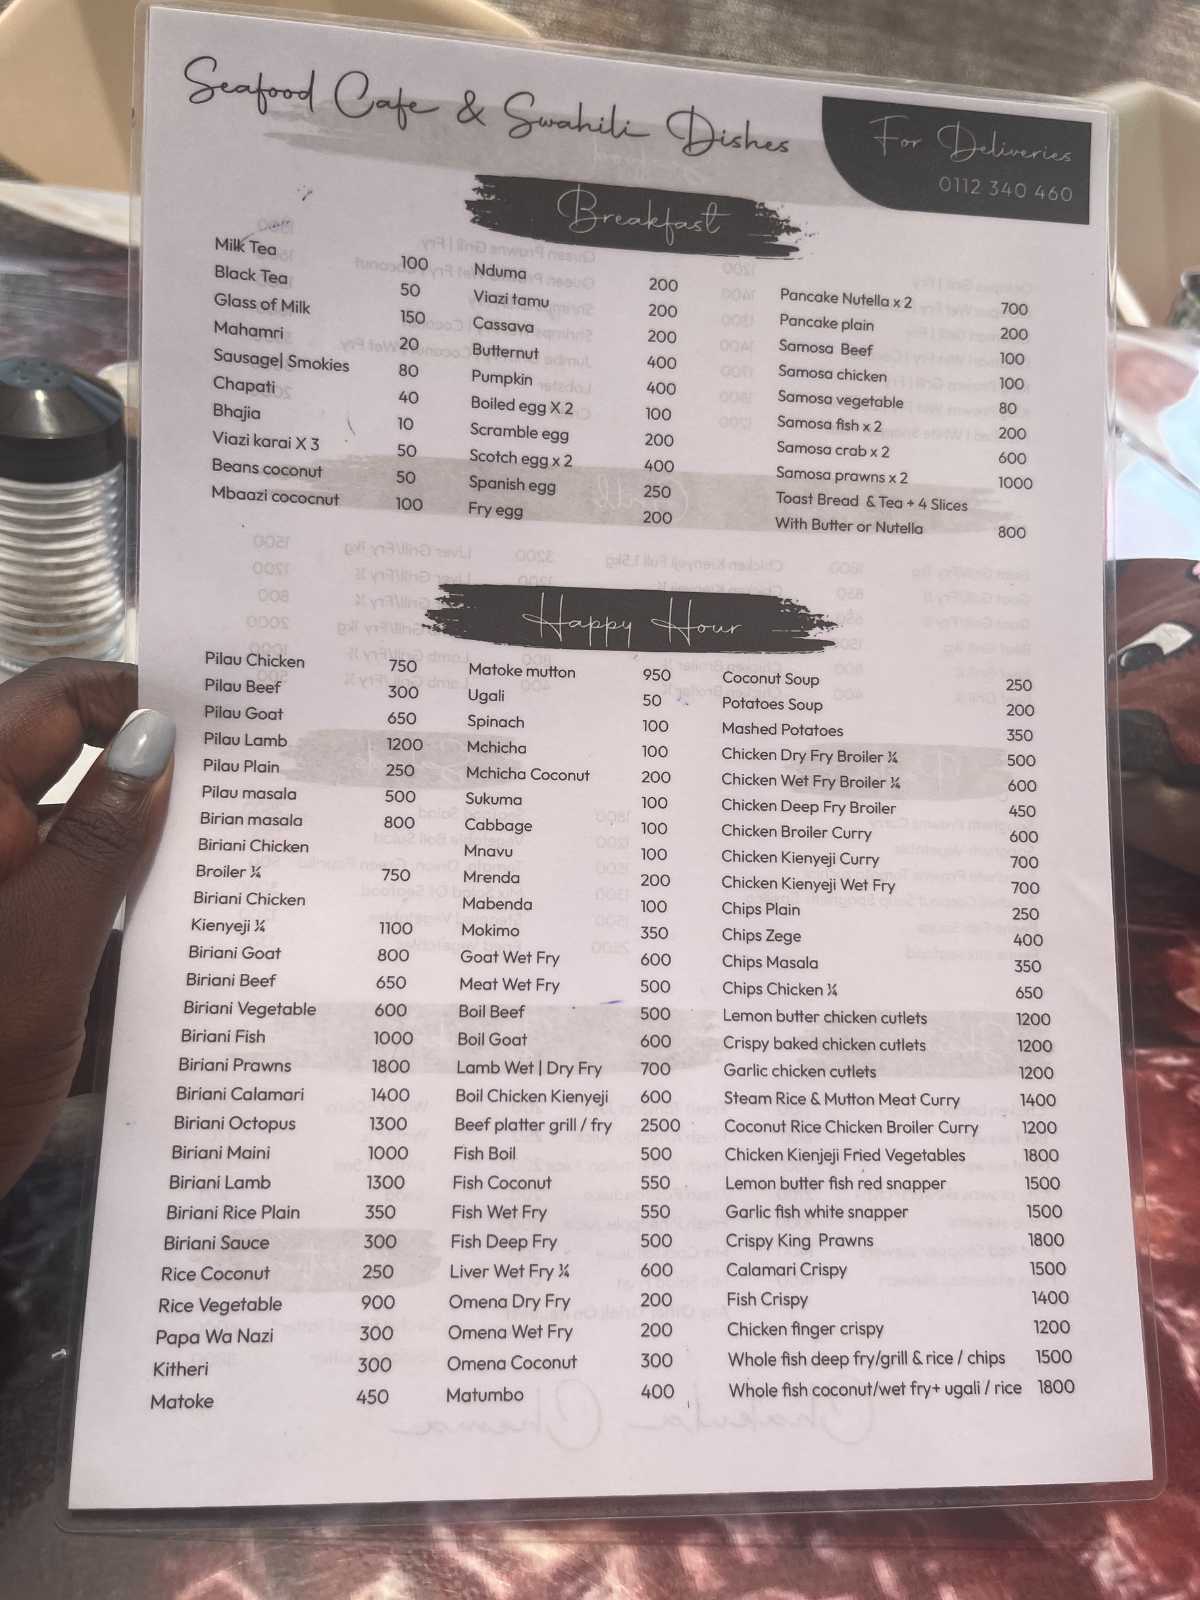 Seafood Cafe & Swahili Dishes
For Deliveries
0112 340 460
Breakfast
Milk Tea 100
Black Tea 50
Glass of Milk 150
Mahamri 20
Sausage| Smokies 80
Chapati 40
Bhajia 10
Viazi karai X 3 50
Beans coconut 50
Mbaazi cococnut 100
Nduma 200
Viazi tamu 200
Cassava 200
Butternut 400
Pumpkin 400
Boiled egg X 2 100
Scramble egg 200
Scotch egg x 2 400
Spanish egg 250
Fry egg 200
Pancake Nutella x 2 700
Pancake plain 200
Samosa Beef 100
Samosa chicken 100
Samosa vegetable 80
Samosa fish x 2 200
Samosa crab x 2 600
Samosa prawns x 2 1000
Toast Bread & Tea + 4 Slices
With Butter or Nutella 800
Happy Hour
Pilau Chicken 750
Pilau Beef 300
Pilau Goat 650
Pilau Lamb 1200
Pilau Plain 250
Pilau masala 500
Birian masala 800
Biriani Chicken
Broiler ¼ 750
Biriani Chicken
Kienyeji ¼ 1100
Biriani Goat 800
Biriani Beef 650
Biriani Vegetable 600
Biriani Fish 1000
Biriani Prawns 1800
Biriani Calamari 1400
Biriani Octopus 1300
Biriani Maini 1000
Biriani Lamb 1300
Biriani Rice Plain 350
Biriani Sauce 300
Rice Coconut 250
Rice Vegetable 900
Papa Wa Nazi 300
Kitheri 300
Matoke 450
Matoke mutton 950
Ugali 50
Spinach 100
Mchicha 100
Mchicha Coconut 200
Sukuma 100
Cabbage 100
Mnavu 100
Mrenda 200
Mabenda 100
Mokimo 350
Goat Wet Fry 600
Meat Wet Fry 500
Boil Beef 500
Boil Goat 600
Lamb Wet | Dry Fry 700
Boil Chicken Kienyeji 600
Beef platter grill / fry 2500
Fish Boil 500
Fish Coconut 550
Fish Wet Fry 550
Fish Deep Fry 500
Liver Wet Fry ¼ 600
Omena Dry Fry 200
Omena Wet Fry 200
Omena Coconut 300
Matumbo 400
Coconut Soup 250
Potatoes Soup 200
Mashed Potatoes 350
Chicken Dry Fry Broiler ¼ 500
Chicken Wet Fry Broiler ¼ 600
Chicken Deep Fry Broiler 450
Chicken Broiler Curry 600
Chicken Kienyeji Curry 700
Chicken Kienyeji Wet Fry 700
Chips Plain 250
Chips Zege 400
Chips Masala 350
Chips Chicken ¼ 650
Lemon butter chicken cutlets 1200
Crispy baked chicken cutlets 1200
Garlic chicken cutlets 1200
Steam Rice & Mutton Meat Curry 1400
Coconut Rice Chicken Broiler Curry 1200
Chicken Kienjeji Fried Vegetables 1800
Lemon butter fish red snapper 1500
Garlic fish white snapper 1500
Crispy King Prawns 1800
Calamari Crispy 1500
Fish Crispy 1400
Chicken finger crispy 1200
Whole fish deep fry/grill & rice / chips 1500
Whole fish coconut/wet fry+ ugali / rice 1800